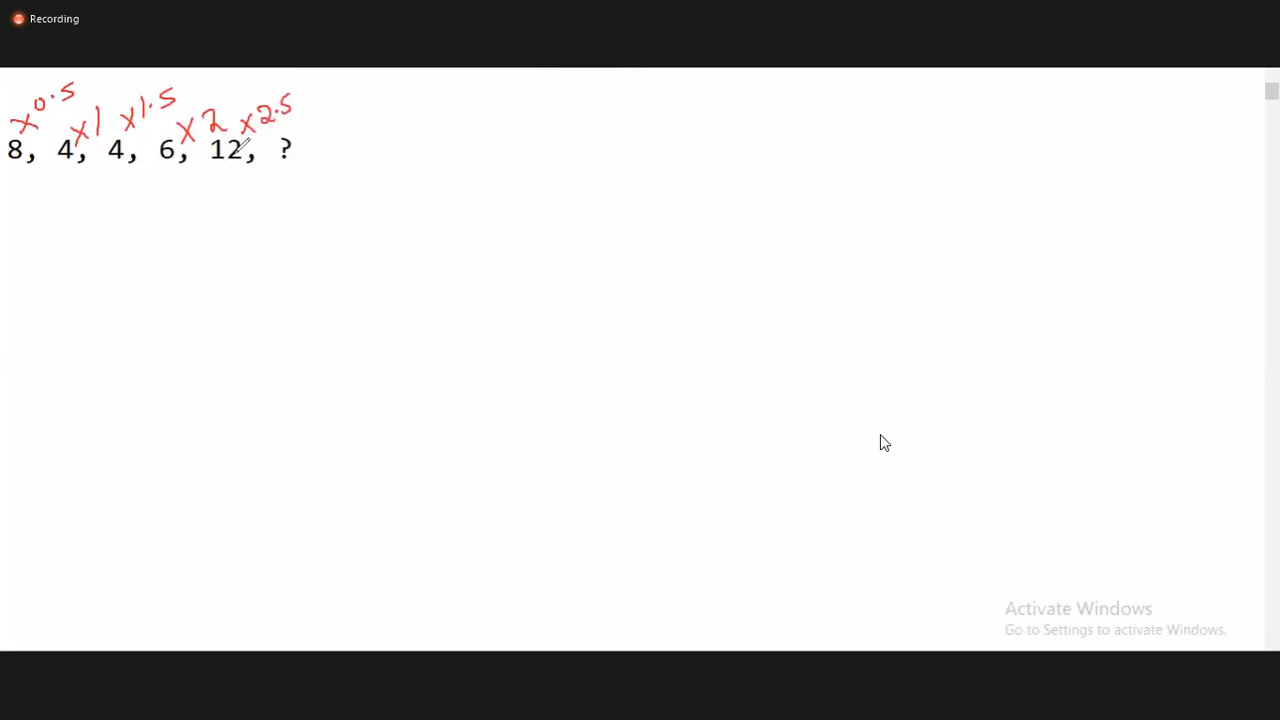 Recording
x0.5 x1 x1.5 x2 x2.5
8, 4, 4, 6, 12, ?
Activate Windows
Go to Settings to activate Windows.